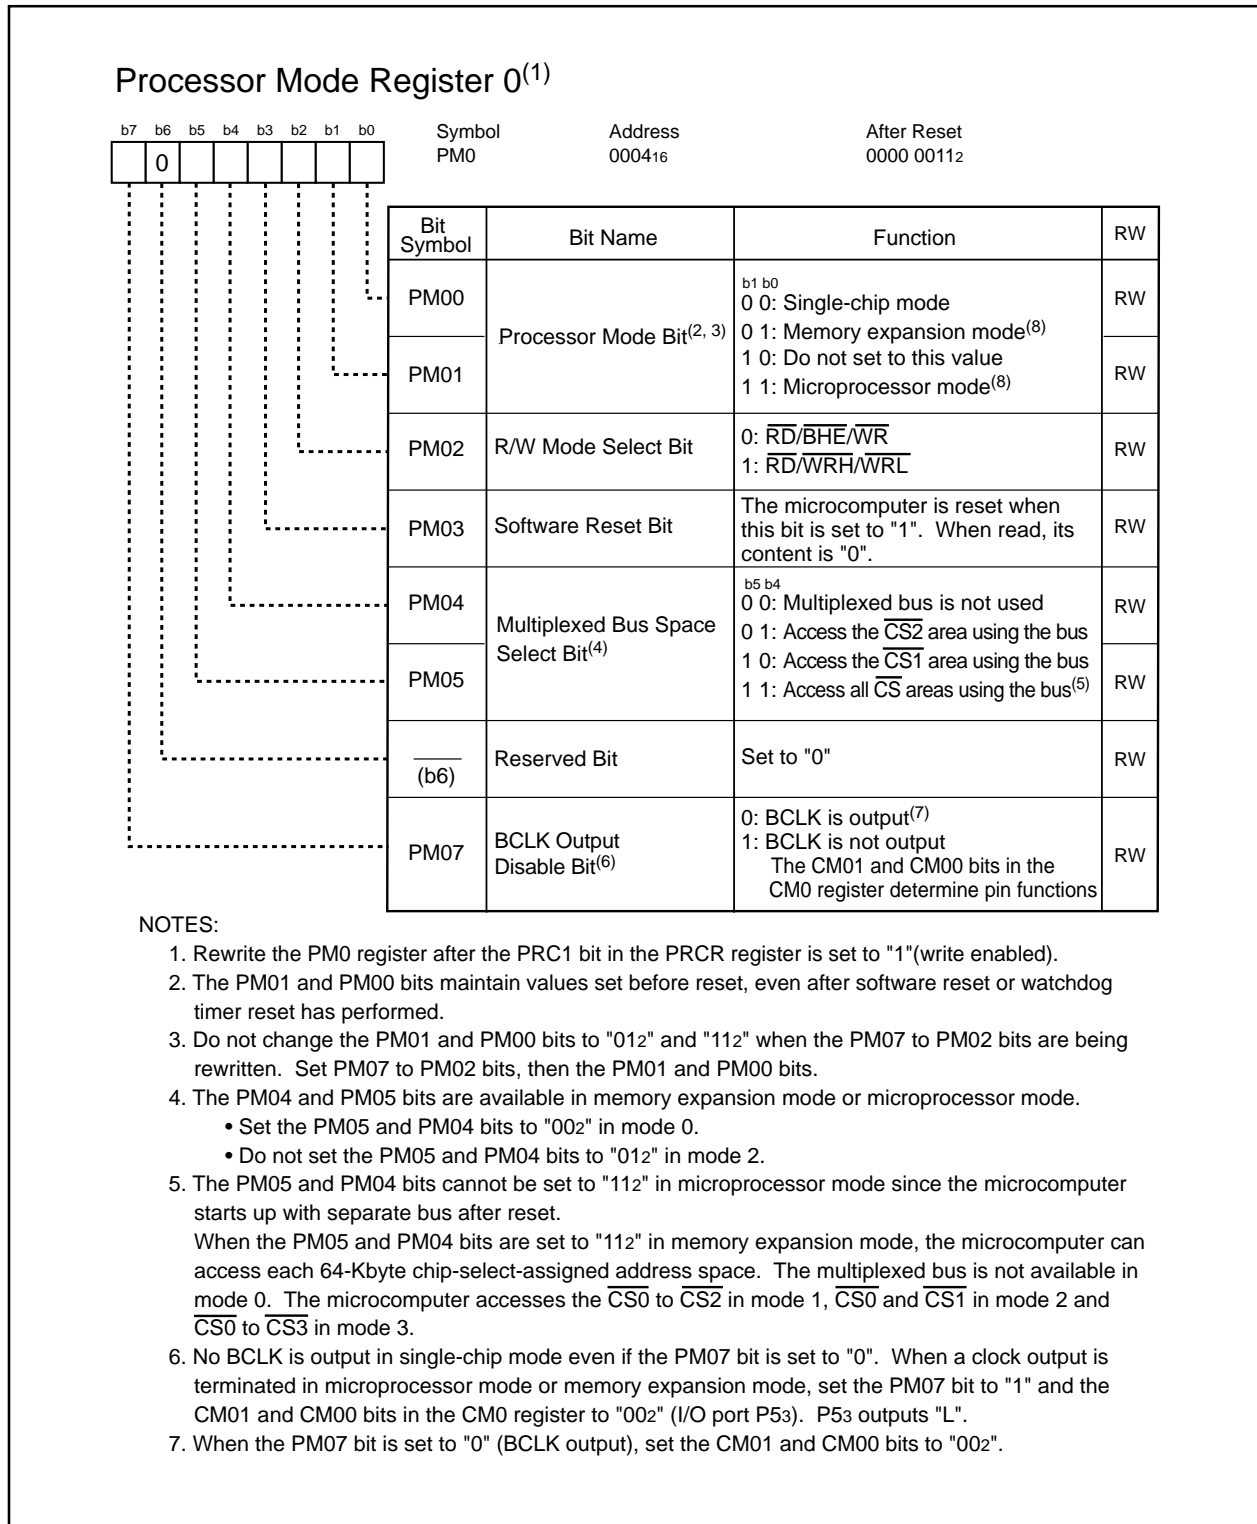 Processor Mode Register 0(1)
b7 b6 b5 b4 b3 b2 b1 b0
0
Symbol Address After Reset
PM0 000416 0000 00112
Bit Symbol Bit Name Function RW
PM00
PM01
Processor Mode Bit(2, 3)
b1 b0
0 0: Single-chip mode
0 1: Memory expansion mode(8)
1 0: Do not set to this value
1 1: Microprocessor mode(8)
RW
RW
PM02
R/W Mode Select Bit
0: RD/BHE/WR
1: RD/WRH/WRL
RW
PM03
Software Reset Bit
The microcomputer is reset when
this bit is set to "1". When read, its
content is "0".
RW
PM04
PM05
Multiplexed Bus Space
Select Bit(4)
b5 b4
0 0: Multiplexed bus is not used
0 1: Access the CS2 area using the bus
1 0: Access the CS1 area using the bus
1 1: Access all CS areas using the bus(5)
RW
RW
(b6)
Reserved Bit
Set to "0"
RW
PM07
BCLK Output
Disable Bit(6)
0: BCLK is output(7)
1: BCLK is not output
The CM01 and CM00 bits in the
CM0 register determine pin functions
RW
NOTES:
1. Rewrite the PM0 register after the PRC1 bit in the PRCR register is set to "1"(write enabled).
2. The PM01 and PM00 bits maintain values set before reset, even after software reset or watchdog
timer reset has performed.
3. Do not change the PM01 and PM00 bits to "012" and "112" when the PM07 to PM02 bits are being
rewritten. Set PM07 to PM02 bits, then the PM01 and PM00 bits.
4. The PM04 and PM05 bits are available in memory expansion mode or microprocessor mode.
• Set the PM05 and PM04 bits to "002" in mode 0.
• Do not set the PM05 and PM04 bits to "012" in mode 2.
5. The PM05 and PM04 bits cannot be set to "112" in microprocessor mode since the microcomputer
starts up with separate bus after reset.
When the PM05 and PM04 bits are set to "112" in memory expansion mode, the microcomputer can
access each 64-Kbyte chip-select-assigned address space. The multiplexed bus is not available in
mode 0. The microcomputer accesses the CS0 to CS2 in mode 1, CS0 and CS1 in mode 2 and
CS0 to CS3 in mode 3.
6. No BCLK is output in single-chip mode even if the PM07 bit is set to "0". When a clock output is
terminated in microprocessor mode or memory expansion mode, set the PM07 bit to "1" and the
CM01 and CM00 bits in the CM0 register to "002" (I/O port P53). P53 outputs "L".
7. When the PM07 bit is set to "0" (BCLK output), set the CM01 and CM00 bits to "002".